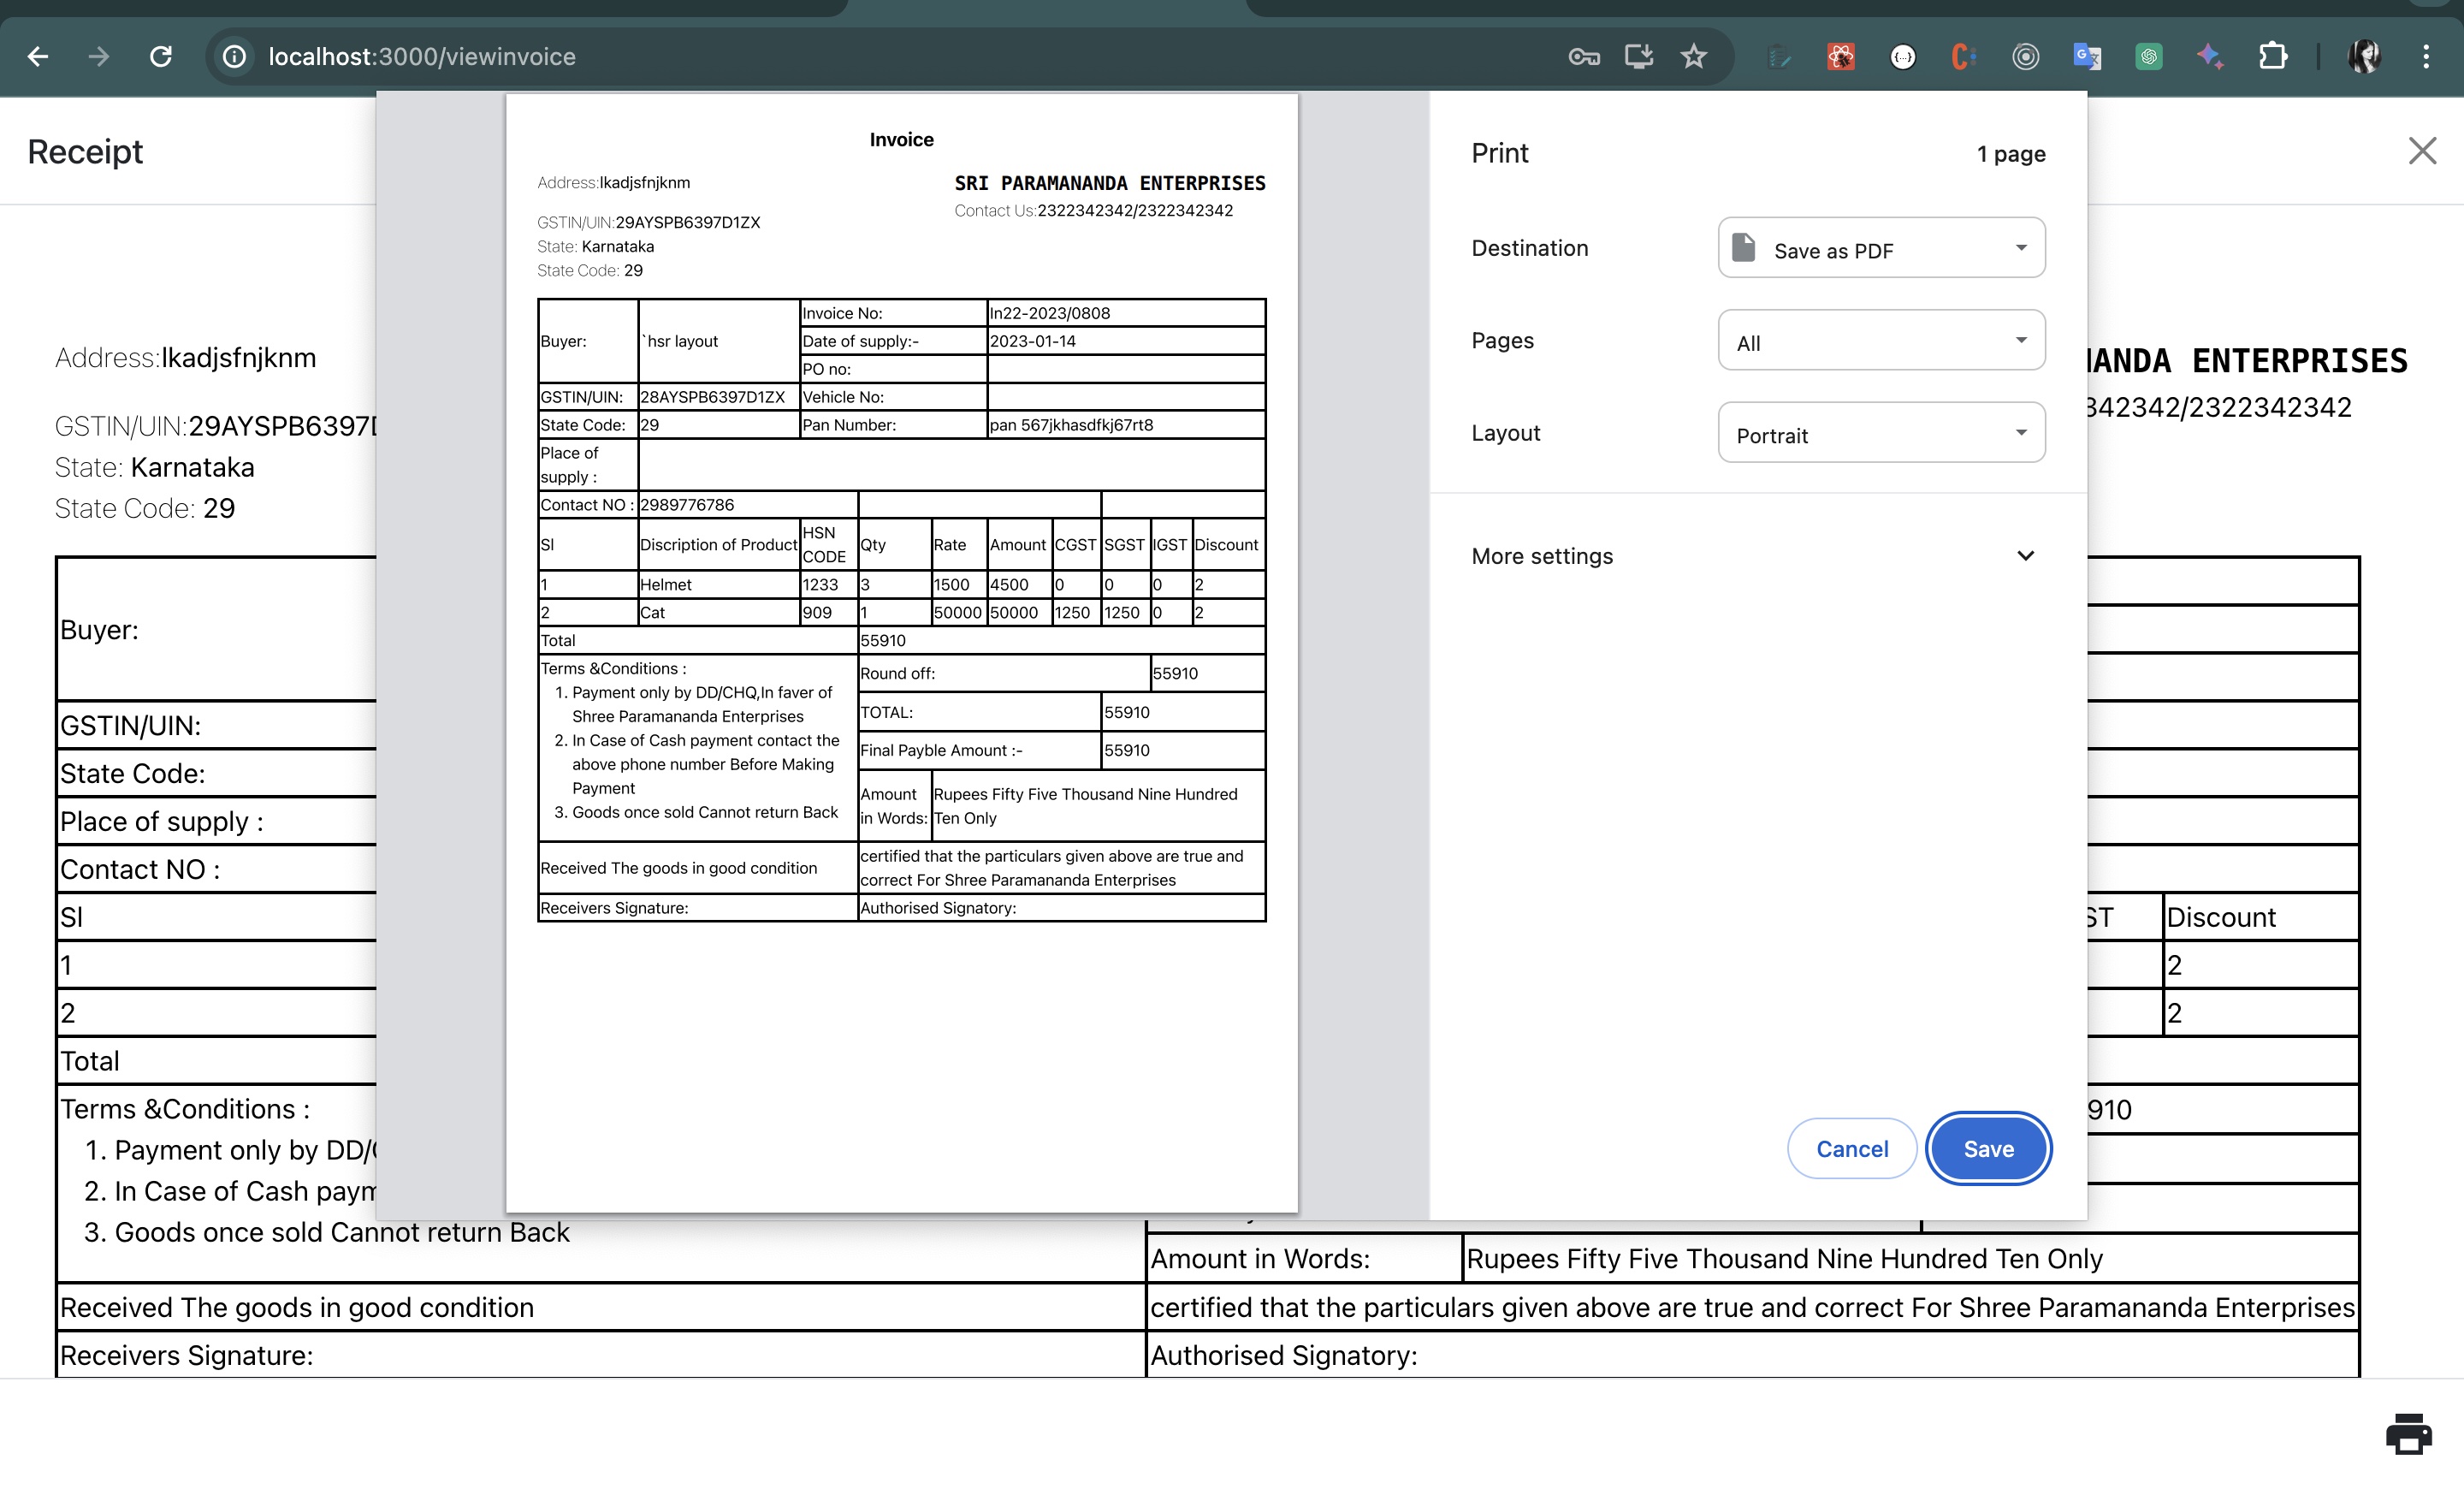 localhost:3000/viewinvoice
Receipt
Address:lkadjsfnjknm
GSTIN/UIN:29AYSPB6397
State: Karnataka
State Code: 29
ANDA ENTERPRISES
342342/2322342342
Buyer:
GSTIN/UIN:
State Code:
Place of supply :
Contact NO :
SI
ST Discount
1 2
2 2
Total
Terms &Conditions :
910
1. Payment only by DD/
2. In Case of Cash paym
3. Goods once sold Cannot return Back
Amount in Words: Rupees Fifty Five Thousand Nine Hundred Ten Only
Received The goods in good condition certified that the particulars given above are true and correct For Shree Paramananda Enterprises
Receivers Signature: Authorised Signatory:
Invoice
Address:lkadjsfnjknm
SRI PARAMANANDA ENTERPRISES
Contact Us:2322342342/2322342342
GSTIN/UIN:29AYSPB6397D1ZX
State: Karnataka
State Code: 29
Buyer: `hsr layout
Invoice No: In22-2023/0808
Date of supply:- 2023-01-14
PO no:
GSTIN/UIN: 28AYSPB6397D1ZX Vehicle No:
State Code: 29 Pan Number: pan 567jkhasdfkj67rt8
Place of
supply :
Contact NO : 2989776786
SI Discription of Product HSN CODE Qty Rate Amount CGST SGST IGST Discount
1 Helmet 1233 3 1500 4500 0 0 0 2
2 Cat 909 1 50000 50000 1250 1250 0 2
Total 55910
Terms &Conditions :
1. Payment only by DD/CHQ,In faver of
Shree Paramananda Enterprises
2. In Case of Cash payment contact the
above phone number Before Making
Payment
3. Goods once sold Cannot return Back
Round off: 55910
TOTAL: 55910
Final Payble Amount :- 55910
Amount
in Words:
Rupees Fifty Five Thousand Nine Hundred
Ten Only
Received The goods in good condition
certified that the particulars given above are true and
correct For Shree Paramananda Enterprises
Receivers Signature: Authorised Signatory:
Print 1 page
Destination Save as PDF
Pages All
Layout Portrait
More settings
Cancel Save